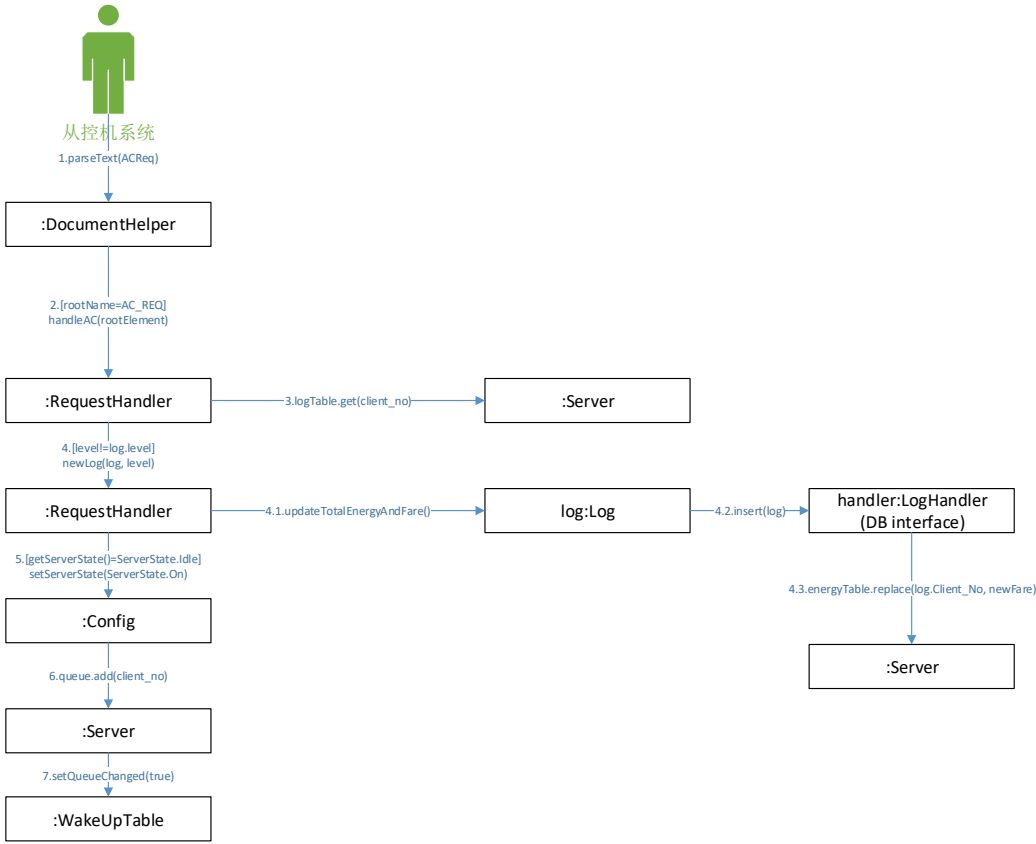 从控机系统
1.parseText(ACReq)
:DocumentHelper
2.[rootName=AC_REQ]
handleAC(rootElement)
:RequestHandler
3.logTable.get(client_no)
:Server
4.[level!=log.level]
newLog(log, level)
:RequestHandler
4.1.updateTotalEnergyAndFare()
log:Log
4.2.insert(log)
handler:LogHandler
(DB interface)
5.[getServerState()=ServerState.Idle]
setServerState(ServerState.On)
4.3.energyTable.replace(log.Client_No, newFare)
:Config
6.queue.add(client_no)
:Server
:Server
7.setQueueChanged(true)
:WakeUpTable